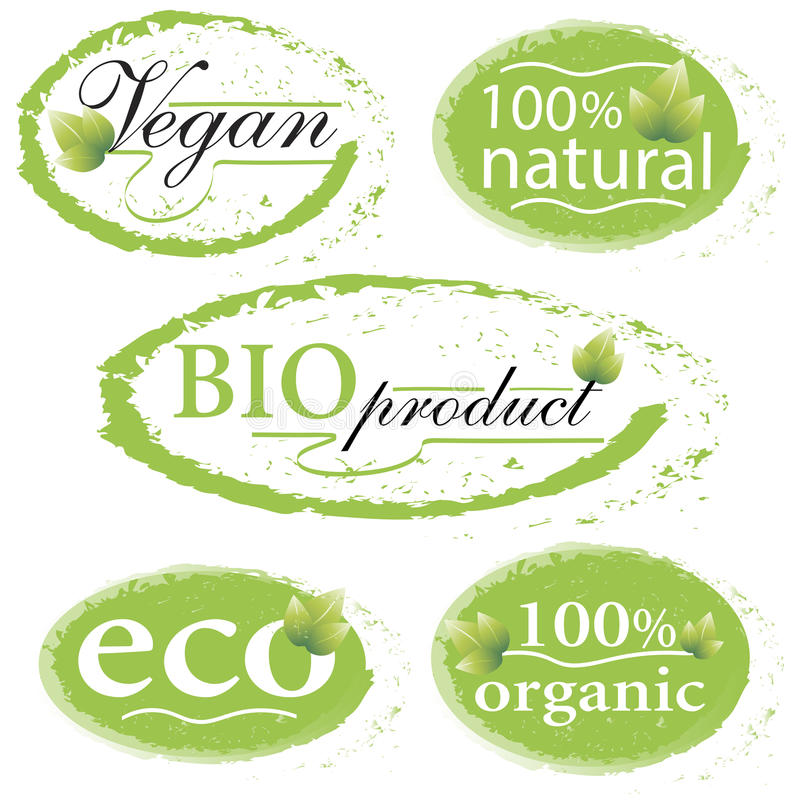 Vegan
100%
natural
BIO product
eco
100%
organic